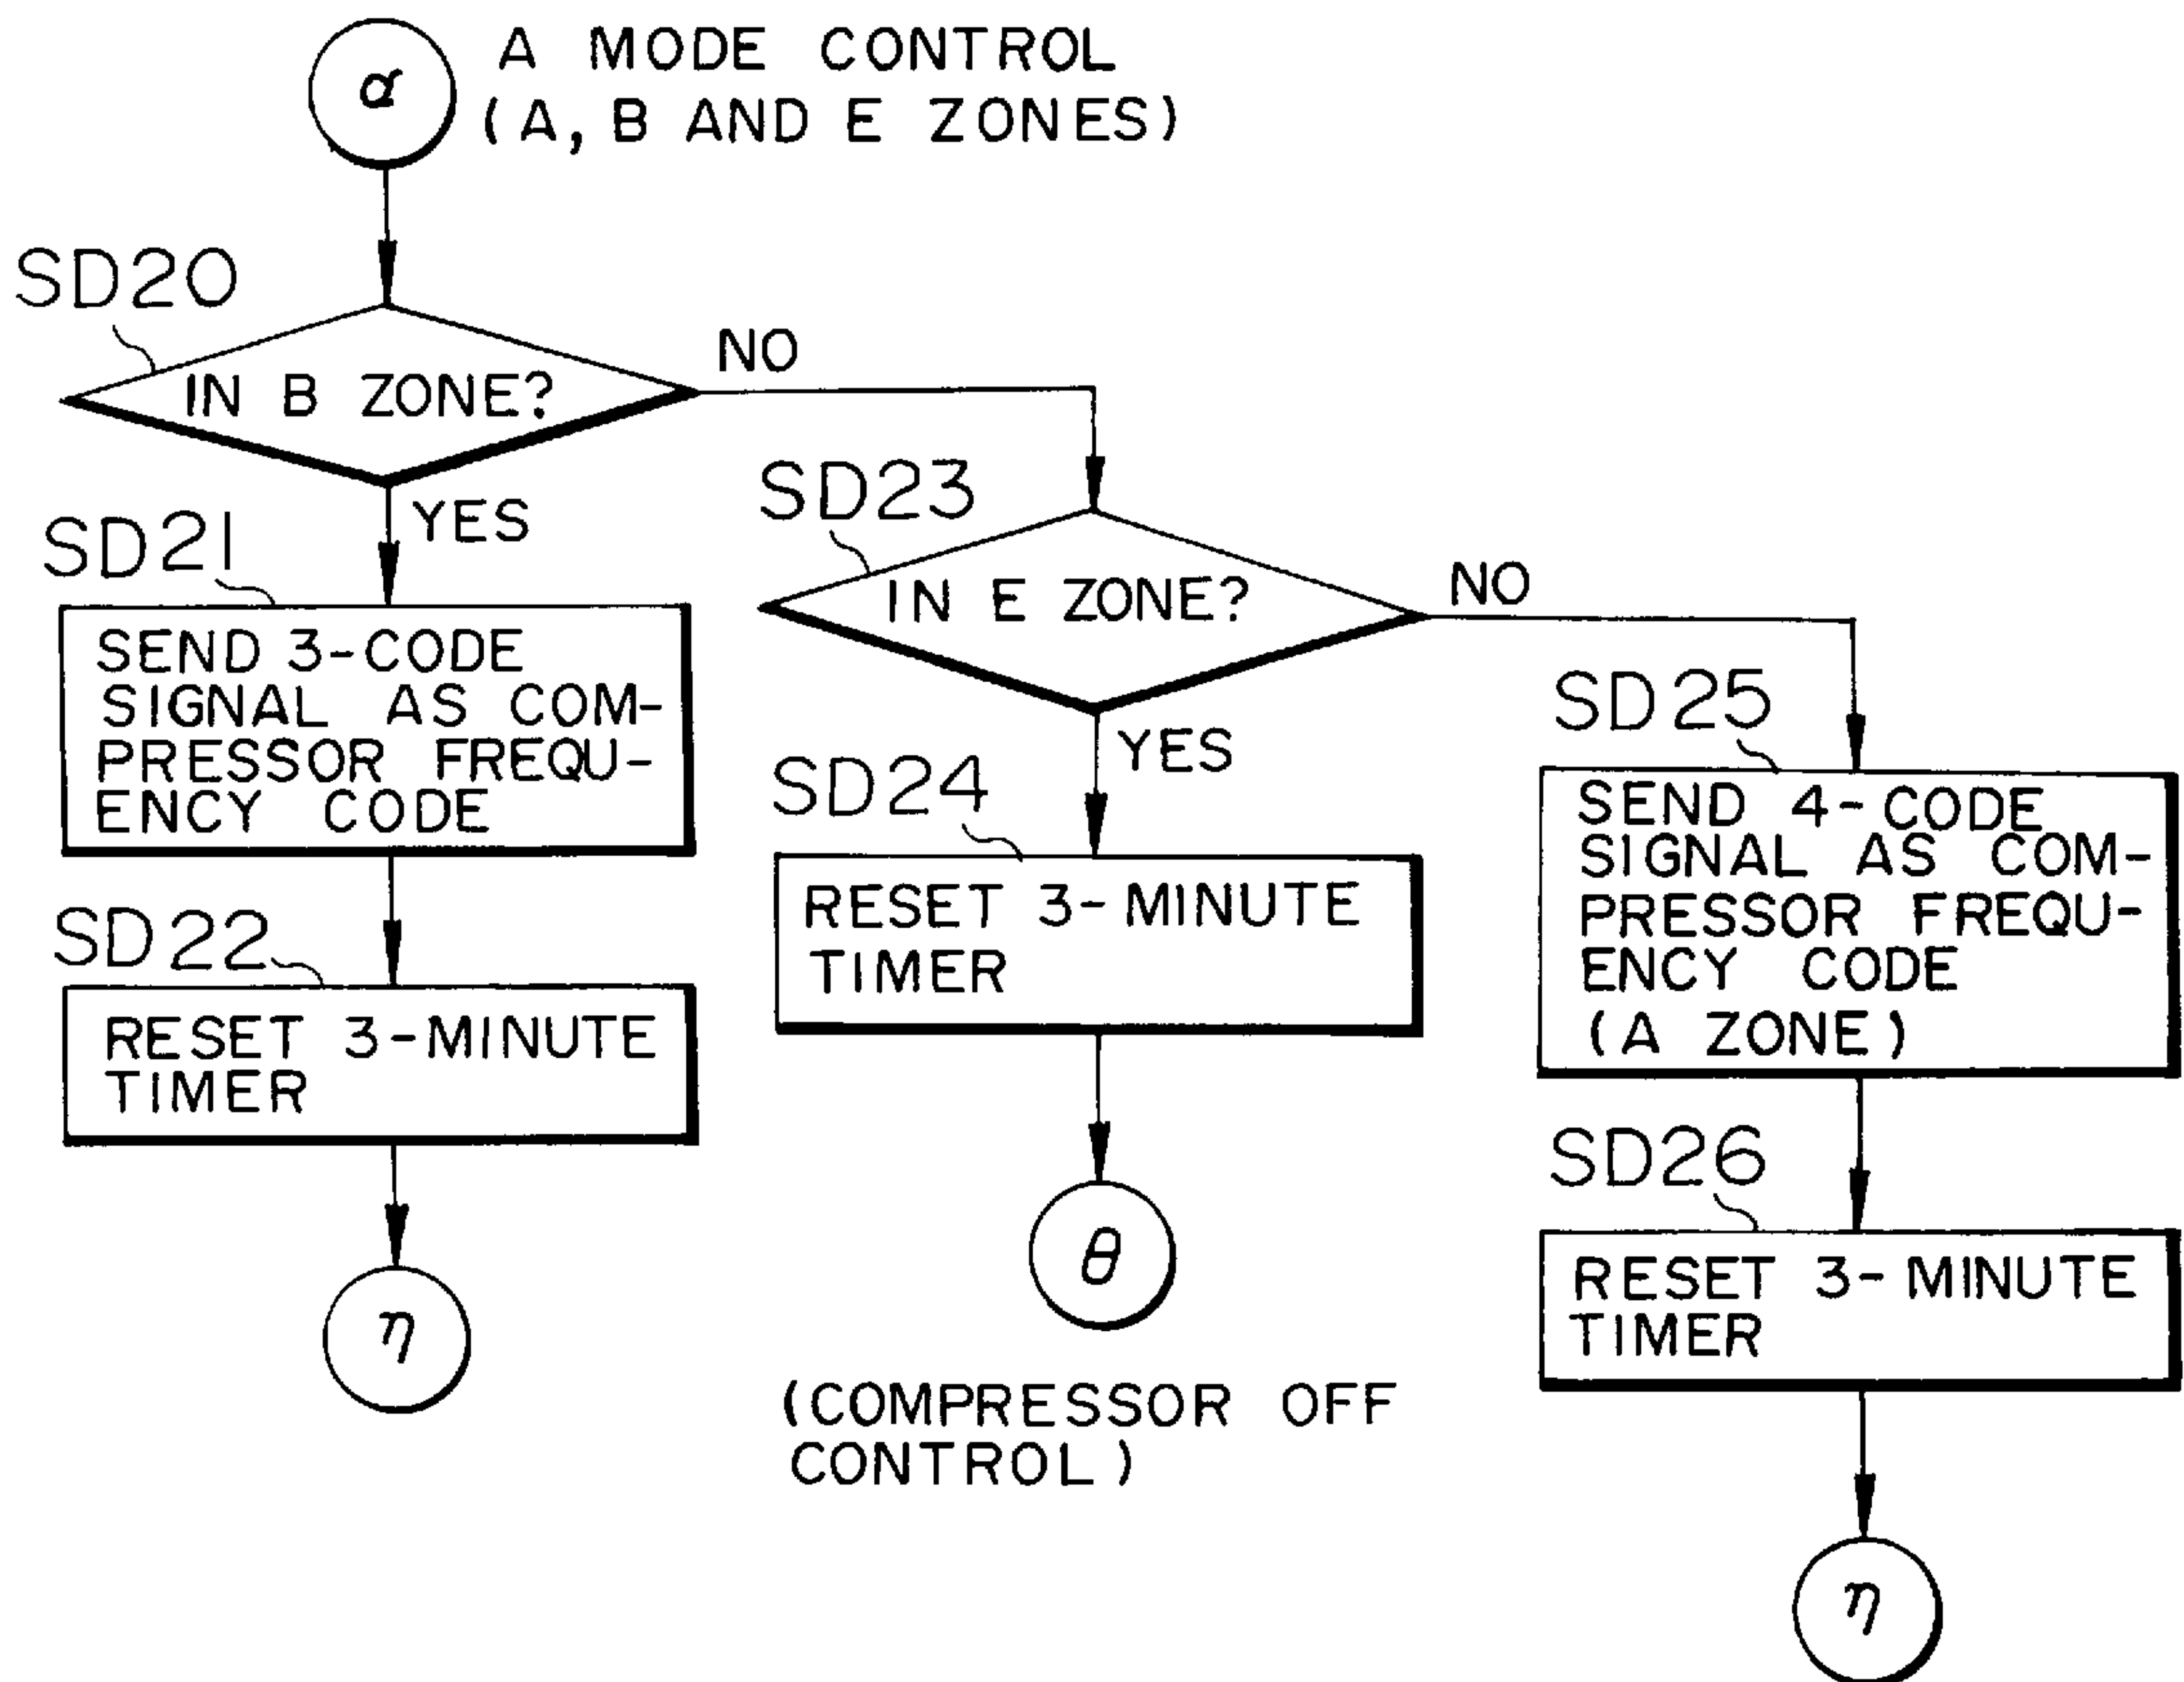 α
A MODE CONTROL
(A, B AND E ZONES)
SD20
IN B ZONE?
NO
YES
SD21
SEND 3-CODE
SIGNAL AS COM-
PRESSOR FREQU-
ENCY CODE
SD22
RESET 3-MINUTE
TIMER
η
SD23
IN E ZONE?
NO
YES
SD24
RESET 3-MINUTE
TIMER
θ
(COMPRESSOR OFF
CONTROL)
SD25
SEND 4-CODE
SIGNAL AS COM-
PRESSOR FREQU-
ENCY CODE
(A ZONE)
SD26
RESET 3-MINUTE
TIMER
η